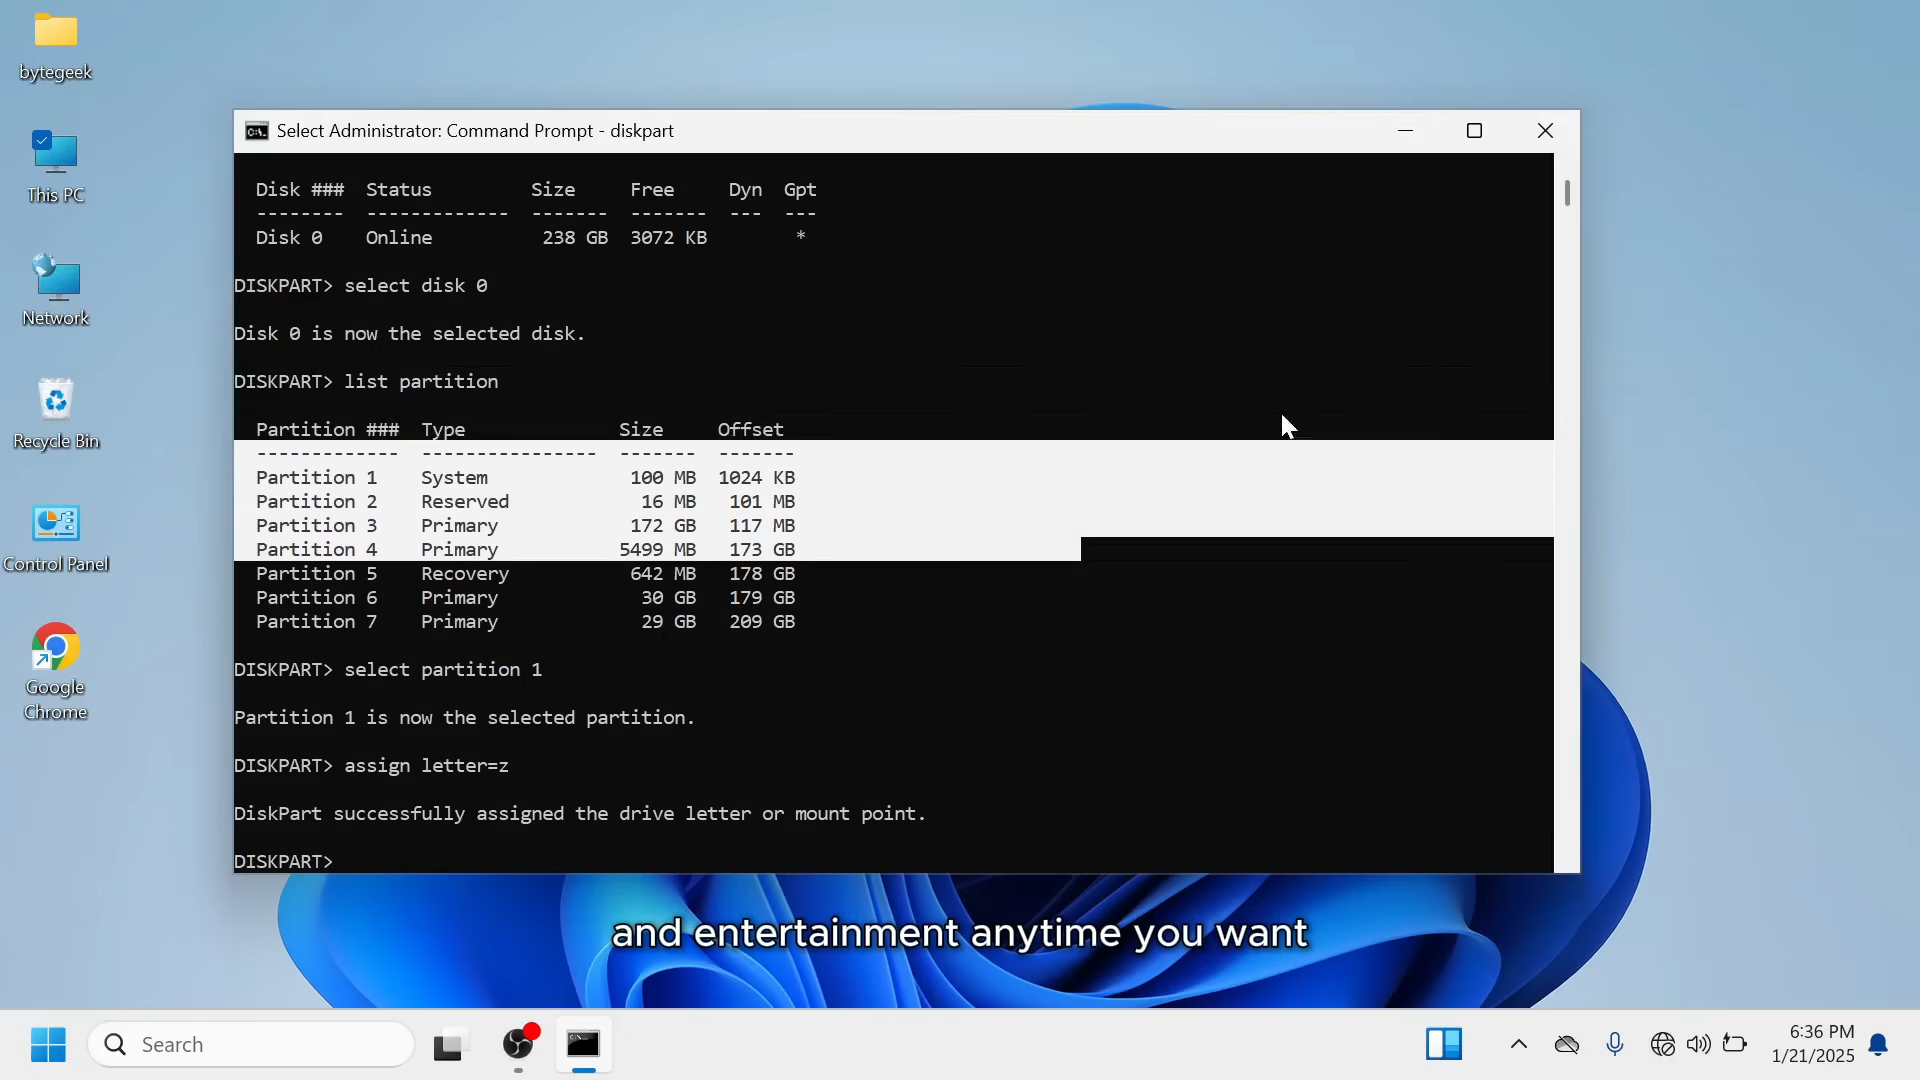 bytegeek
This PC
Network
Recycle Bin
Control Panel
Google
Chrome
Select Administrator: Command Prompt - diskpart
Disk ### Status Size Free Dyn Gpt
-------- ------------- ------- ------- --- ---
Disk 0 Online 238 GB 3072 KB *
DISKPART> select disk 0
Disk 0 is now the selected disk.
DISKPART> list partition
Partition ### Type Size Offset
------------- ---------------- ------- -------
Partition 1 System 100 MB 1024 KB
Partition 2 Reserved 16 MB 101 MB
Partition 3 Primary 172 GB 117 MB
Partition 4 Primary 5499 MB 173 GB
Partition 5 Recovery 642 MB 178 GB
Partition 6 Primary 30 GB 179 GB
Partition 7 Primary 29 GB 209 GB
DISKPART> select partition 1
Partition 1 is now the selected partition.
DISKPART> assign letter=z
DiskPart successfully assigned the drive letter or mount point.
DISKPART>
and entertainment anytime you want
Search
6:36 PM
1/21/2025